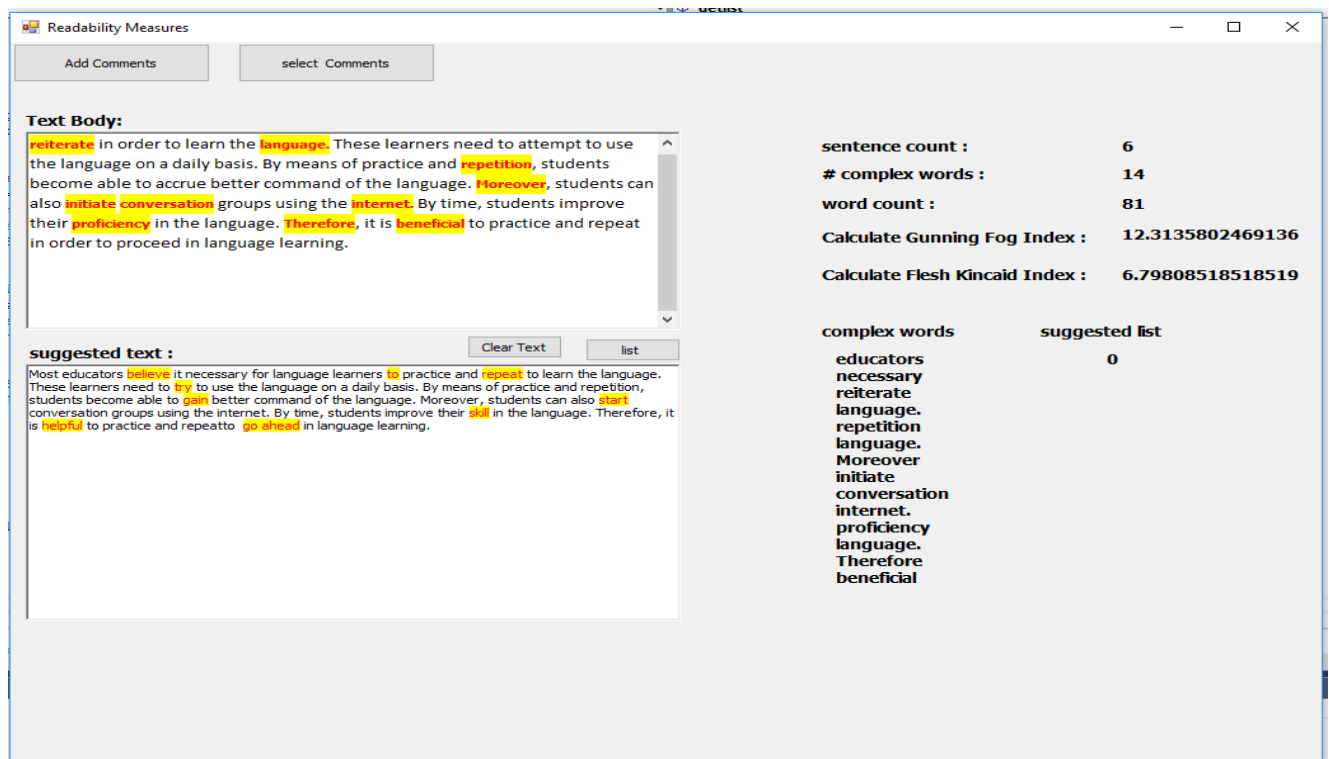 Readability Measures
Add Comments
select Comments
Text Body:
reiterate in order to learn the language. These learners need to attempt to use
the language on a daily basis. By means of practice and repetition, students
become able to accrue better command of the language. Moreover, students can
also initiate conversation groups using the internet. By time, students improve
their proficiency in the language. Therefore, it is beneficial to practice and repeat
in order to proceed in language learning.
sentence count : 6
# complex words : 14
word count : 81
Calculate Gunning Fog Index : 12.3135802469136
Calculate Flesh Kincaid Index : 6.79808518518519
suggested text :
Clear Text
list
Most educators believe it necessary for language learners to practice and repeat to learn the language.
These learners need to try to use the language on a daily basis. By means of practice and repetition,
students become able to gain better command of the language. Moreover, students can also start
conversation groups using the internet. By time, students improve their skill in the language. Therefore, it
is helpful to practice and repeatto go ahead in language learning.
complex words suggested list
educators 0
necessary
reiterate
language.
repetition
language.
Moreover
initiate
conversation
internet.
proficiency
language.
Therefore
beneficial